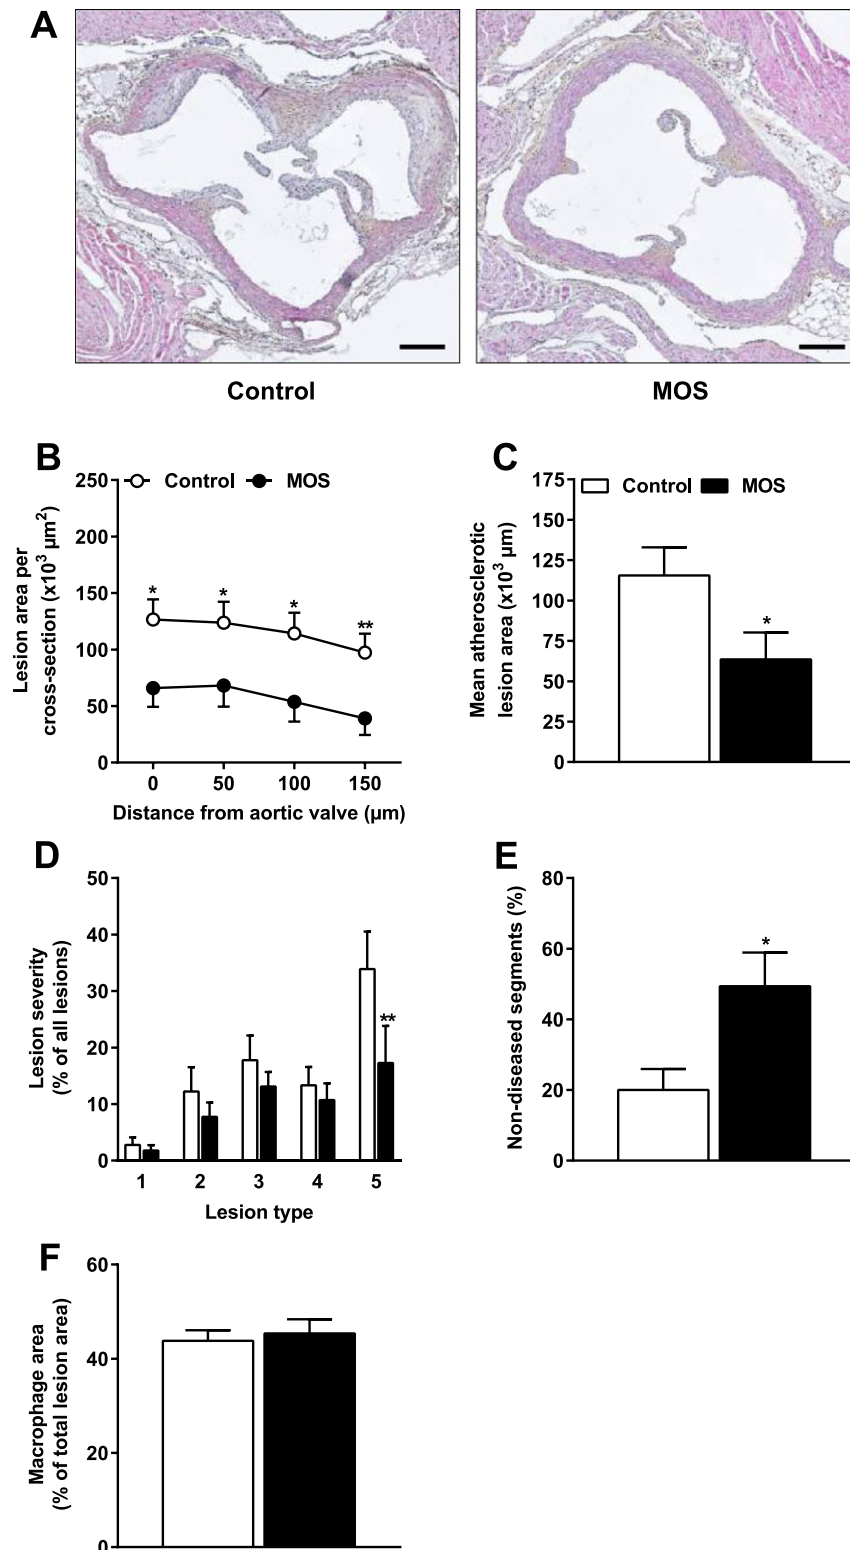 A
Control
MOS
B
Control
MOS
250
200
150
100
50
0
Lesion area per
cross-section (x10³ µm²)
*
*
*
**
0 50 100 150
Distance from aortic valve (µm)
C
Control
MOS
175
150
125
100
75
50
25
0
Mean atherosclerotic
lesion area (x10³ µm)
*
D
50
40
30
20
10
0
Lesion severity
(% of all lesions)
**
1 2 3 4 5
Lesion type
E
80
60
40
20
0
Non-diseased segments (%)
*
F
60
40
20
0
Macrophage area
(% of total lesion area)